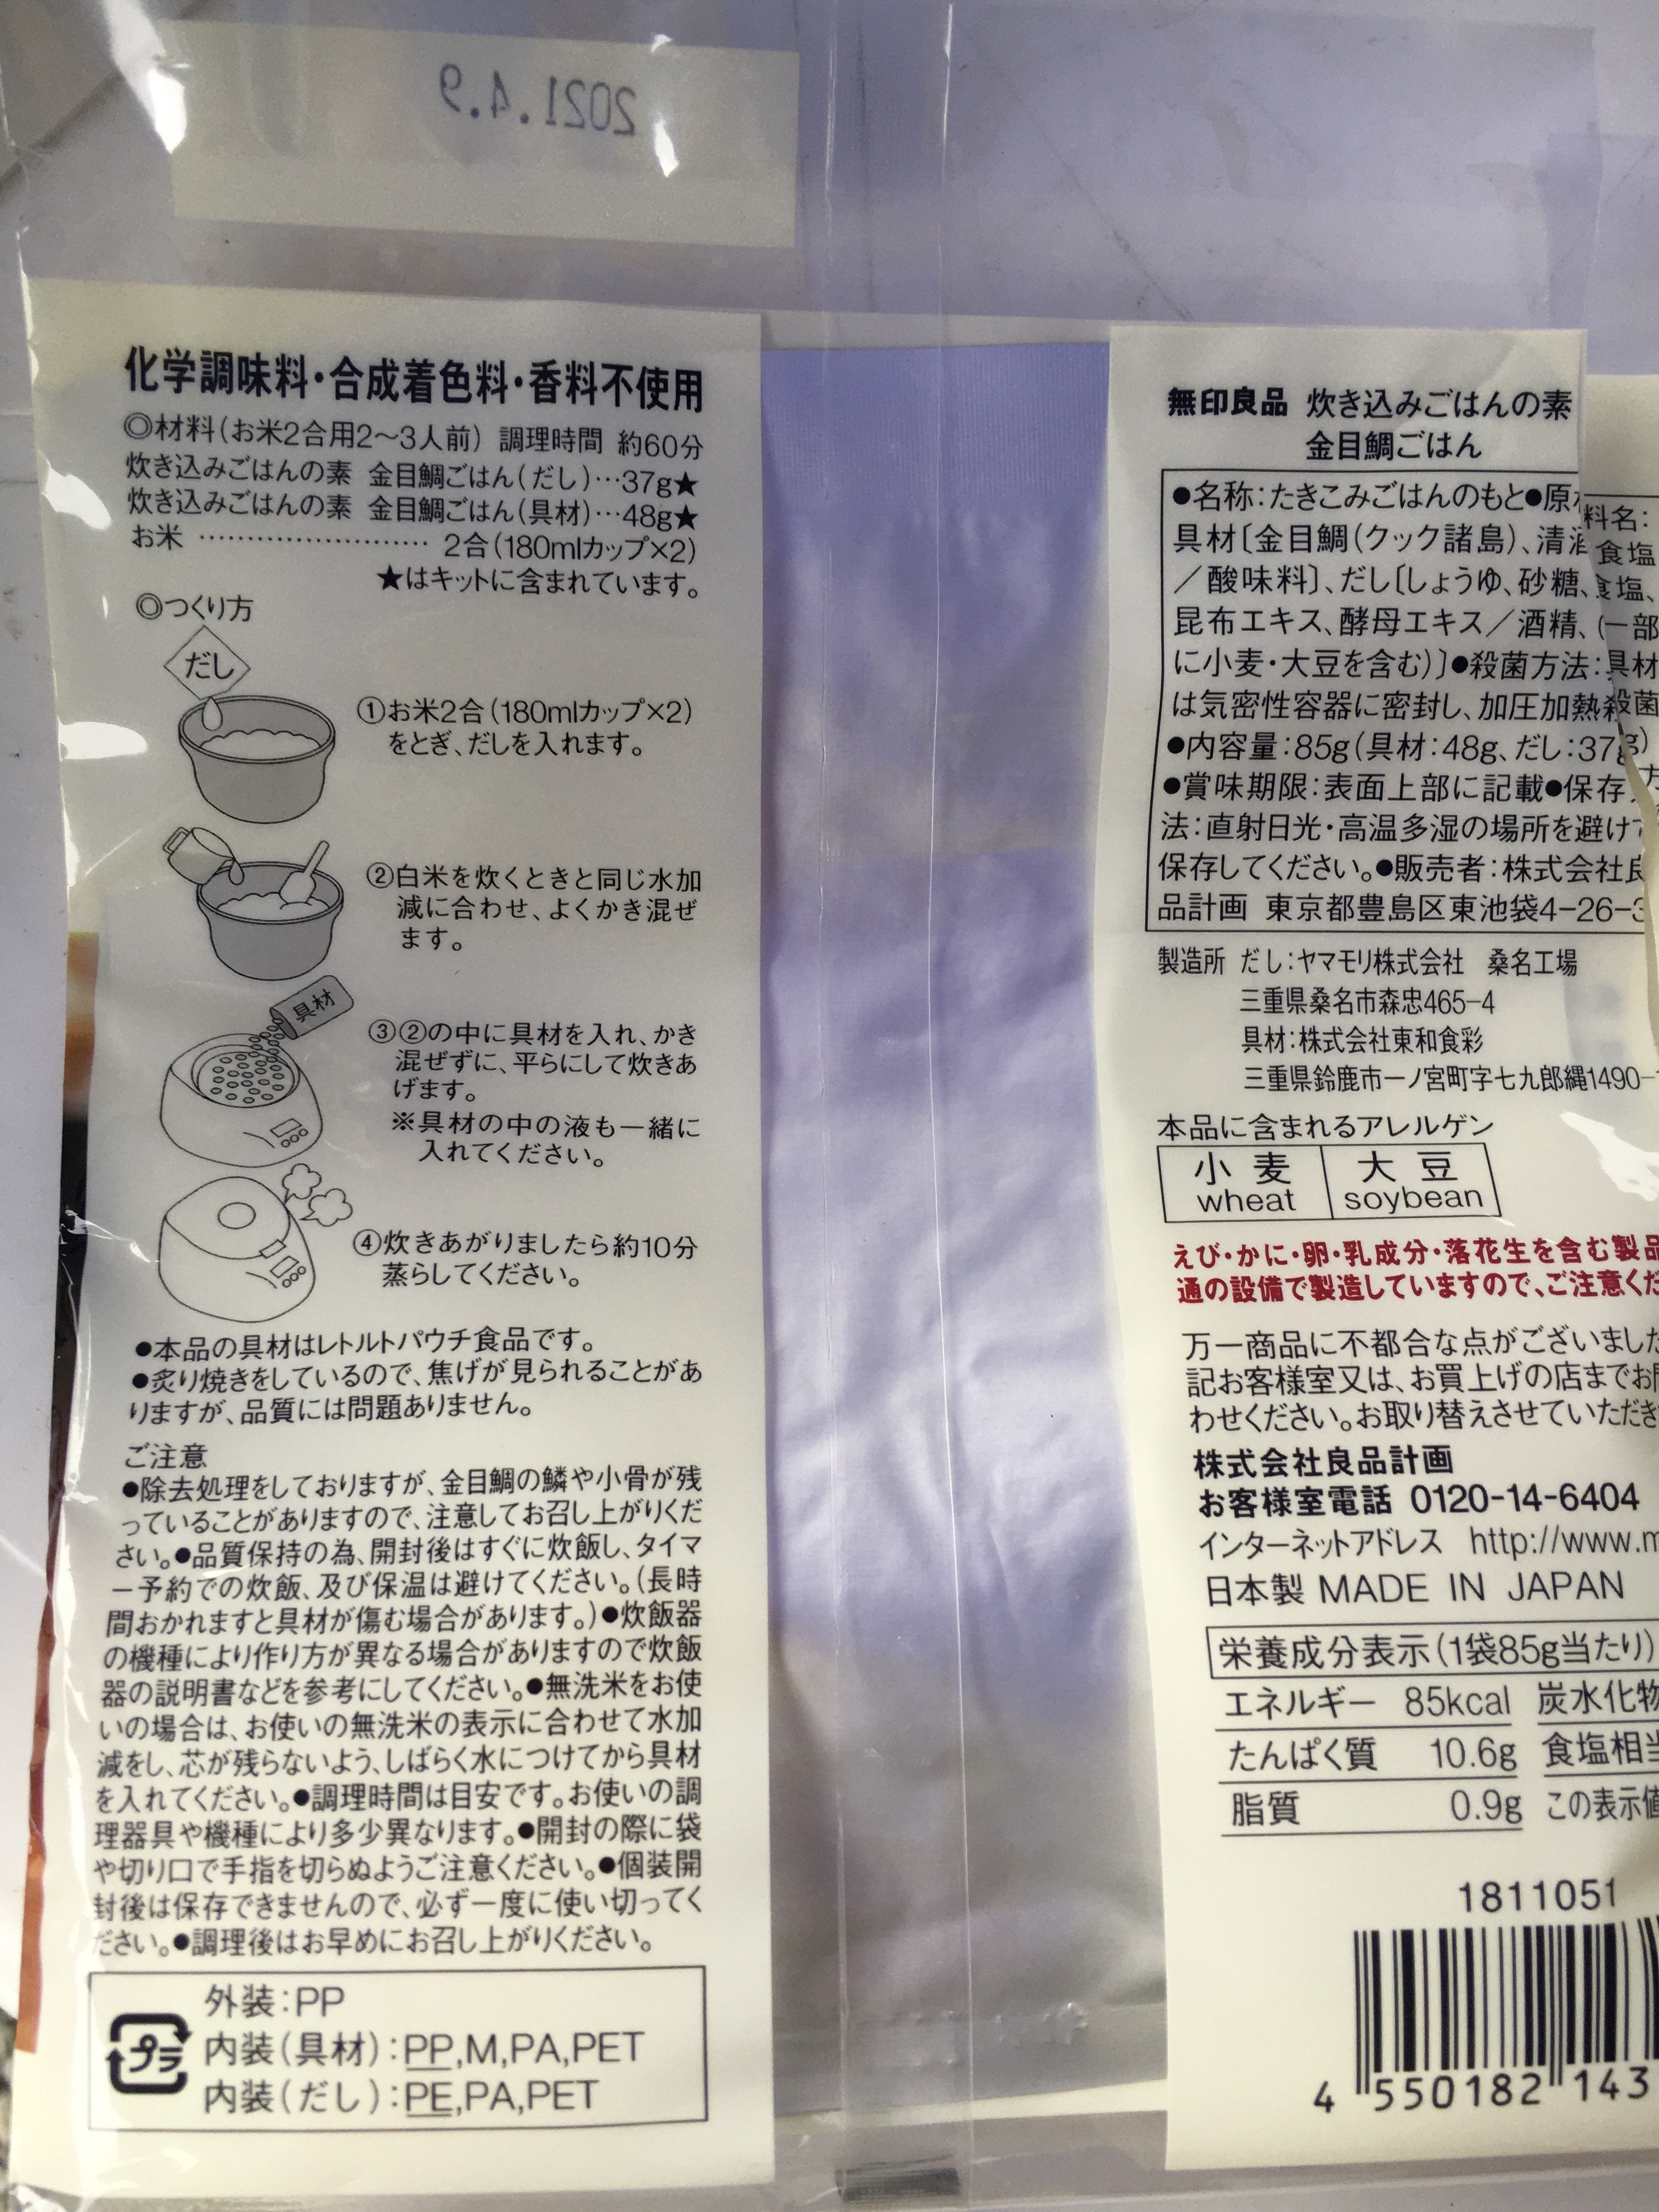 2021.4.9
化学調味料・合成着色料・香料不使用
◎材料(お米2合用2〜3人前) 調理時間 約60分
炊き込みごはんの素 金目鯛ごはん(だし)…37g★
炊き込みごはんの素 金目鯛ごはん(具材)…48g★
お米 …………………… 2合(180mlカップ×2)
★はキットに含まれています。
◎つくり方
だし
①お米2合(180mlカップ×2)
をとぎ、だしを入れます。
②白米を炊くときと同じ水加
減に合わせ、よくかき混ぜ
ます。
具材
③②の中に具材を入れ、かき
混ぜずに、平らにして炊きあ
げます。
※具材の中の液も一緒に
入れてください。
④炊きあがりましたら約10分
蒸らしてください。
●本品の具材はレトルトパウチ食品です。
●炙り焼きをしているので、焦げが見られることがあ
りますが、品質には問題ありません。
ご注意
●除去処理をしておりますが、金目鯛の鱗や小骨が残
っていることがありますので、注意してお召し上がりくだ
さい。●品質保持の為、開封後はすぐに炊飯し、タイマ
ー予約での炊飯、及び保温は避けてください。(長時
間おかれますと具材が傷む場合があります。)●炊飯器
の機種により作り方が異なる場合がありますので炊飯
器の説明書などを参考にしてください。●無洗米をお使
いの場合は、お使いの無洗米の表示に合わせて水加
減をし、芯が残らないよう、しばらく水につけてから具材
を入れてください。●調理時間は目安です。お使いの調
理器具や機種により多少異なります。●開封の際に袋
や切り口で手指を切らぬようご注意ください。●個装開
封後は保存できませんので、必ず一度に使い切ってく
ださい。●調理後はお早めにお召し上がりください。
プラ
外装:PP
内装(具材):PP,M,PA,PET
内装(だし):PE,PA,PET
無印良品 炊き込みごはんの素
金目鯛ごはん
●名称:たきこみごはんのもと●原材料名:
具材〔金目鯛(クック諸島)、清酒、食塩
/酸味料〕、だし〔しょうゆ、砂糖、食塩、
昆布エキス、酵母エキス/酒精、(一部
に小麦・大豆を含む)〕●殺菌方法:具材
は気密性容器に密封し、加圧加熱殺菌
●内容量:85g(具材:48g、だし:37g)
●賞味期限:表面上部に記載●保存方
法:直射日光・高温多湿の場所を避けて
保存してください。●販売者:株式会社良
品計画 東京都豊島区東池袋4-26-3
製造所 だし:ヤマモリ株式会社 桑名工場
三重県桑名市森忠465-4
具材:株式会社東和食彩
三重県鈴鹿市一ノ宮町字七九郎縄1490-
本品に含まれるアレルゲン
小麦 大豆
wheat soybean
えび・かに・卵・乳成分・落花生を含む製品
通の設備で製造していますので、ご注意くだ
万一商品に不都合な点がございました
記お客様室又は、お買上げの店までお問
わせください。お取り替えさせていただき
株式会社良品計画
お客様室電話 0120-14-6404
インターネットアドレス http://www.m
日本製 MADE IN JAPAN
栄養成分表示(1袋85g当たり)
エネルギー 85kcal 炭水化物
たんぱく質 10.6g 食塩相当
脂質 0.9g この表示値
1811051
4 550182 143